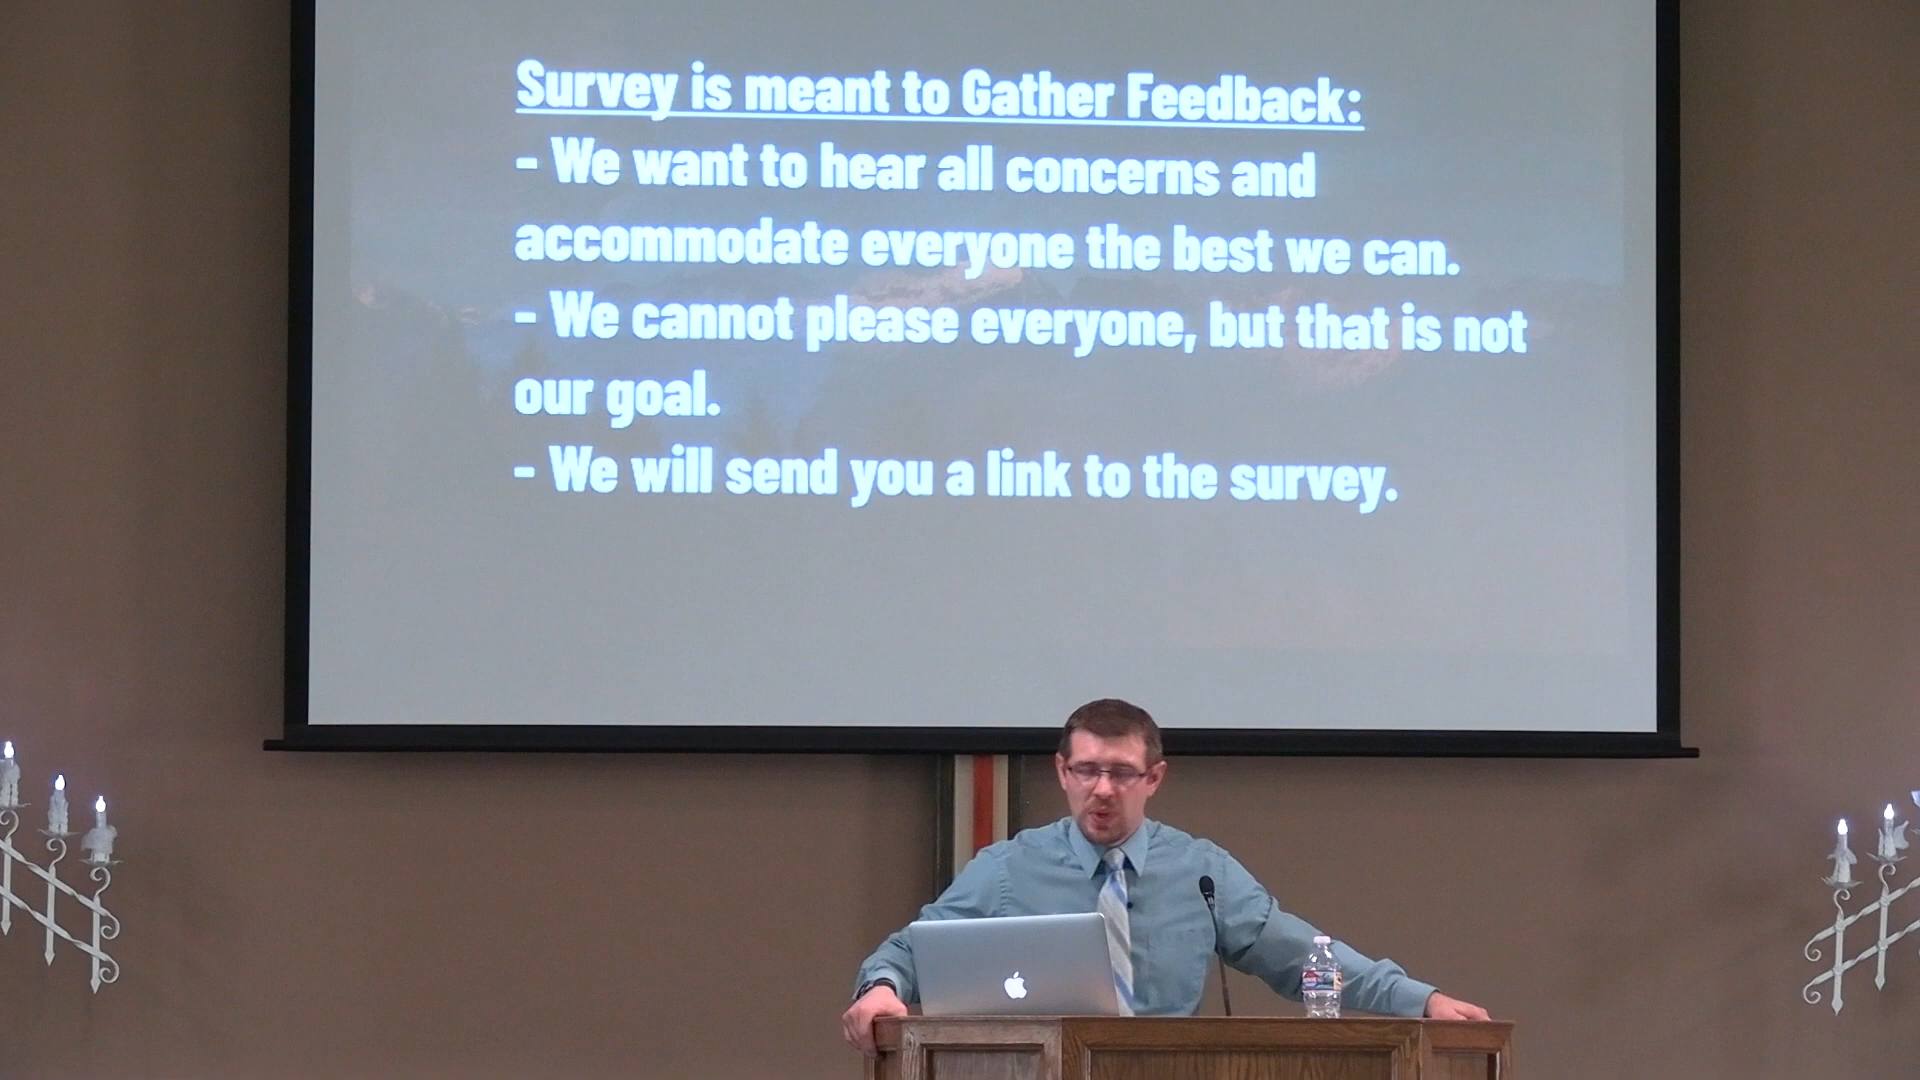 Survey is meant to Gather Feedback:
- We want to hear all concerns and
accommodate everyone the best we can.
- We cannot please everyone, but that is not
our goal.
- We will send you a link to the survey.